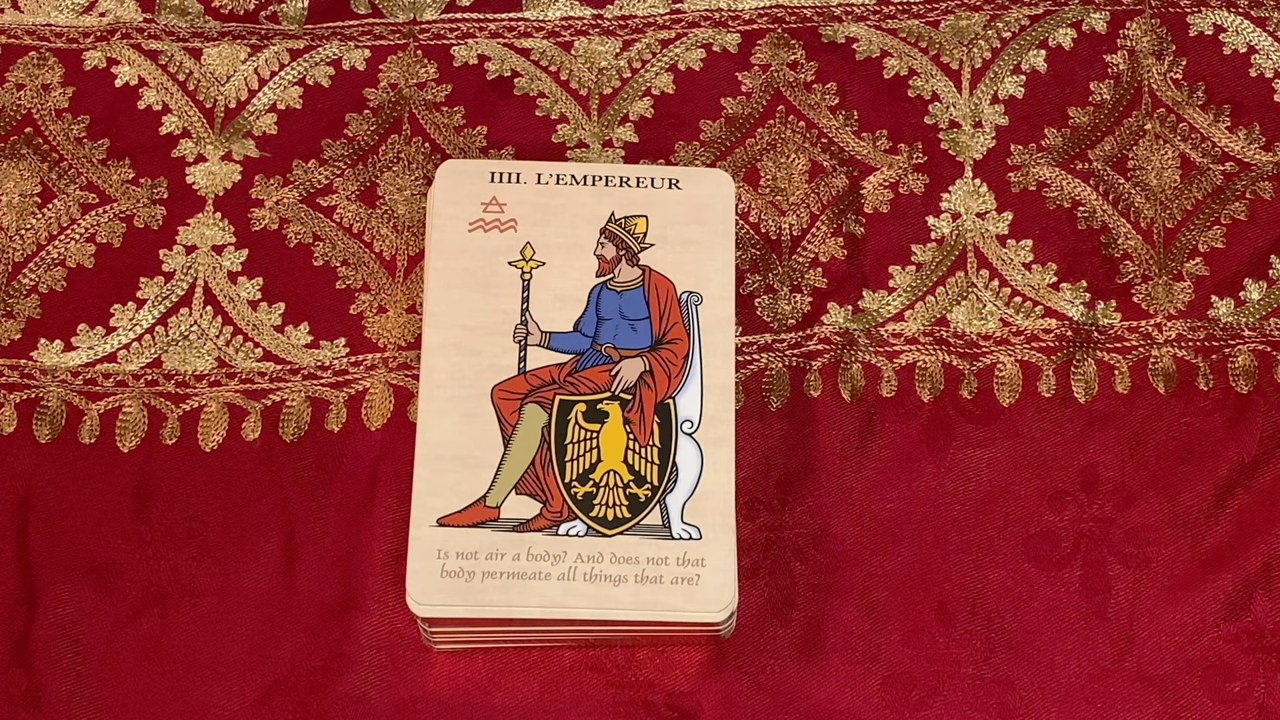 IIII. L'EMPEREUR
Is not air a body? And does not that
body permeate all things that are?